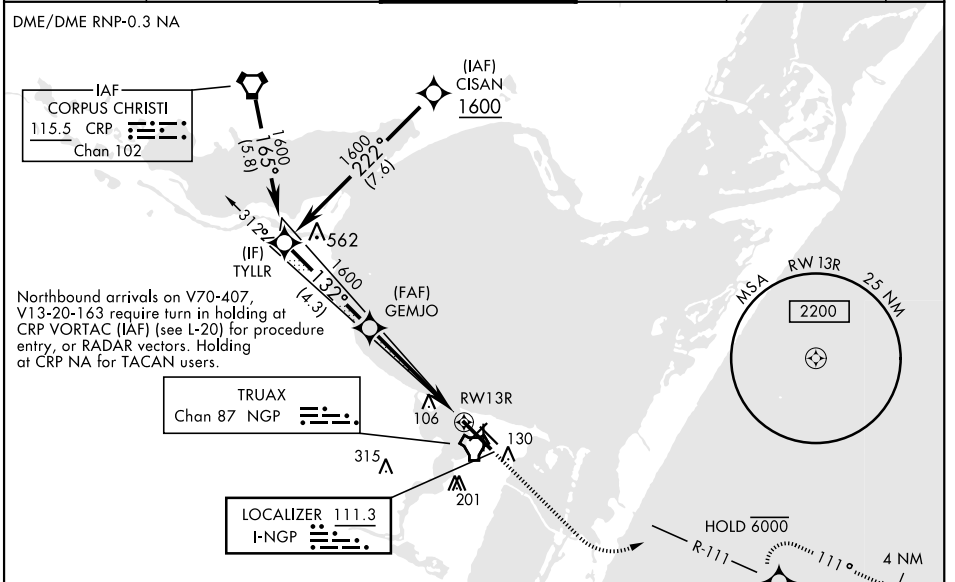 DME/DME RNP-0.3 NA
IAF
CORPUS CHRISTI
115.5 CRP
Chan 102
(IAF)
CISAN
1600
1600
165°
(5.8)
1600
222°
(7.6)
312°
562
(IF)
TYLLR
1600
132°
(4.3)
(FAF)
GEMJO
Northbound arrivals on V70-407,
V13-20-163 require turn in holding at
CRP VORTAC (IAF) (see L-20) for procedure
entry, or RADAR vectors. Holding
at CRP NA for TACAN users.
MSA RW 13R 25 NM
2200
TRUAX
Chan 87 NGP
106
RW13R
130
315
201
LOCALIZER 111.3
I-NGP
HOLD 6000
R-111
111°
4 NM